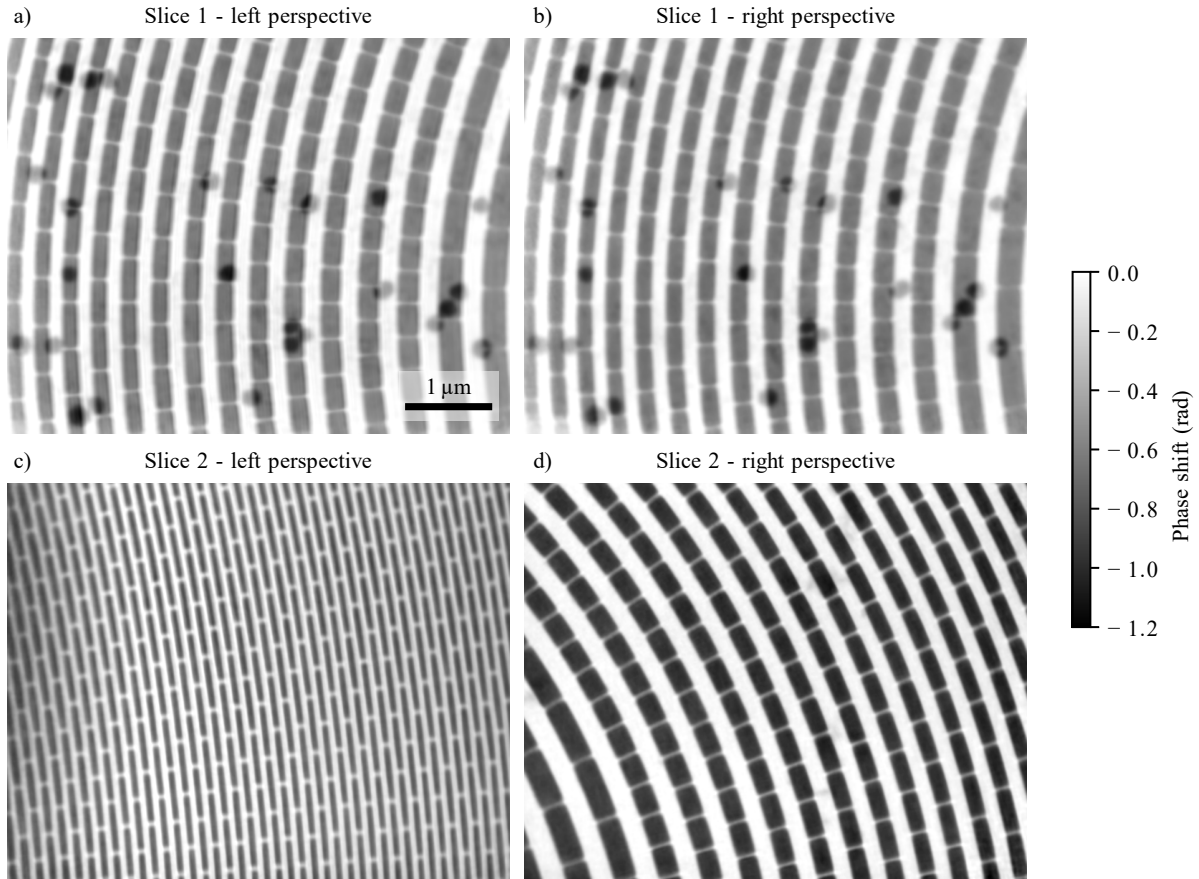 a) Slice 1 - left perspective
b) Slice 1 - right perspective
1 μm
c) Slice 2 - left perspective
d) Slice 2 - right perspective
0.0
− 0.2
− 0.4
− 0.6
− 0.8
− 1.0
− 1.2
Phase shift (rad)